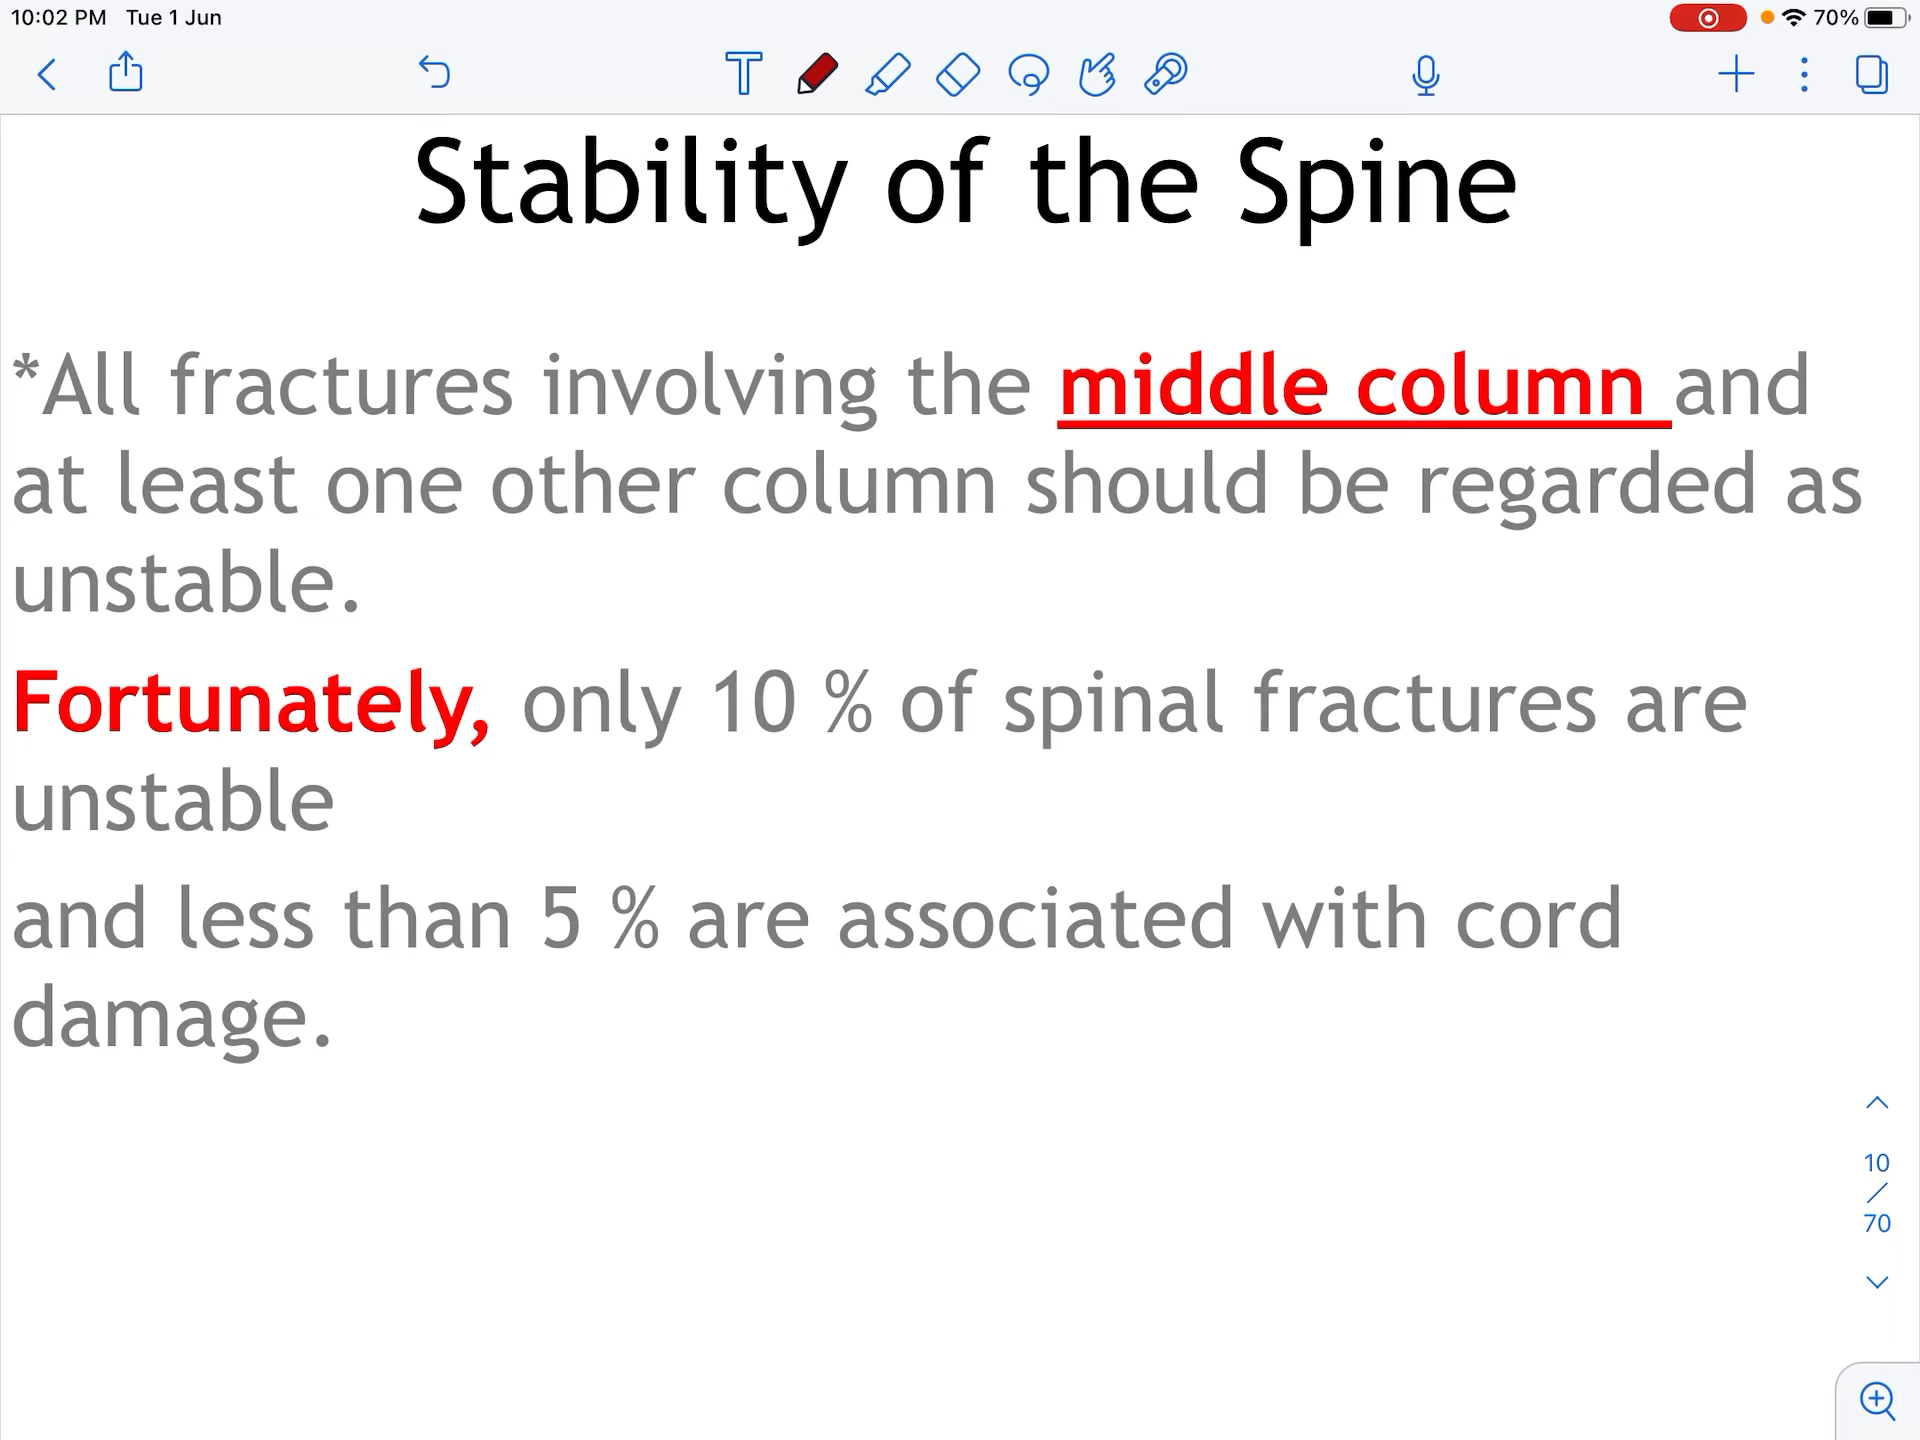 10:02 PM Tue 1 Jun
70%
Stability of the Spine
*All fractures involving the middle column and
at least one other column should be regarded as
unstable.
Fortunately, only 10 % of spinal fractures are
unstable
and less than 5 % are associated with cord
damage.
10
/
70